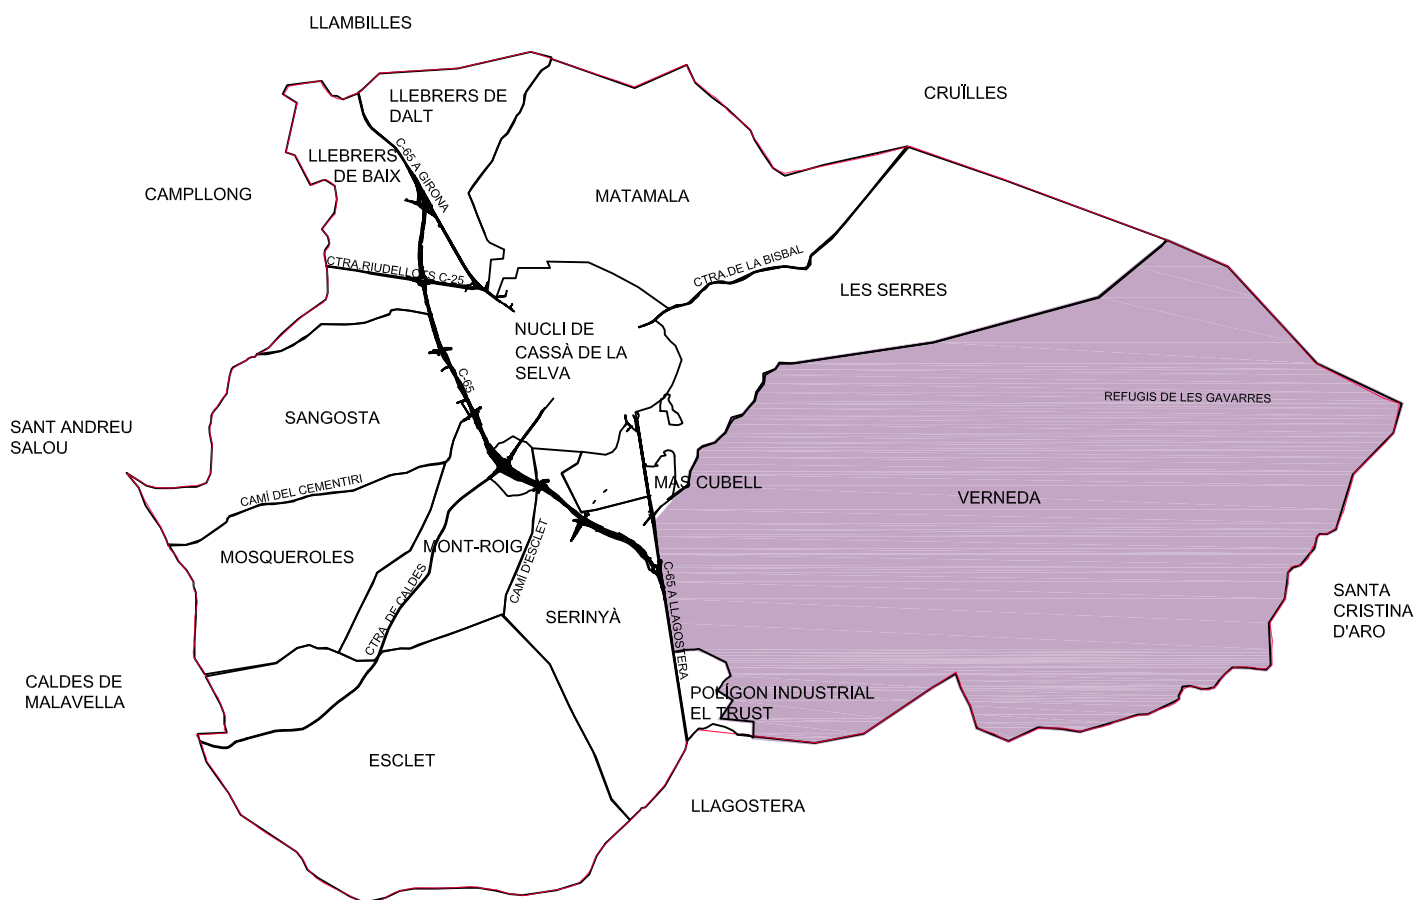 LLAMBILLES
CRUÏLLES
LLEBRERS DE
DALT
C-65 A GIRONA
LLEBRERS
DE BAIX
CAMPLLONG
MATAMALA
CTRA.DE LA BISBAL
CTRA.RIUDELLOTS C-25
LES SERRES
NUCLI DE
CASSÀ DE LA
SELVA
C-65
REFUGIS DE LES GAVARRES
SANGOSTA
SANT ANDREU
SALOU
CAMÍ DEL CEMENTIRI
MAS CUBELL
VERNEDA
MOSQUEROLES
MONT-ROIG
CAMÍ D'ESCLET
CTRA. DE CALDES
C-65 A LLAGOSTERA
SERINYÀ
SANTA
CRISTINA
D'ARO
CALDES DE
MALAVELLA
POLÍGON INDUSTRIAL
EL TRUST
ESCLET
LLAGOSTERA